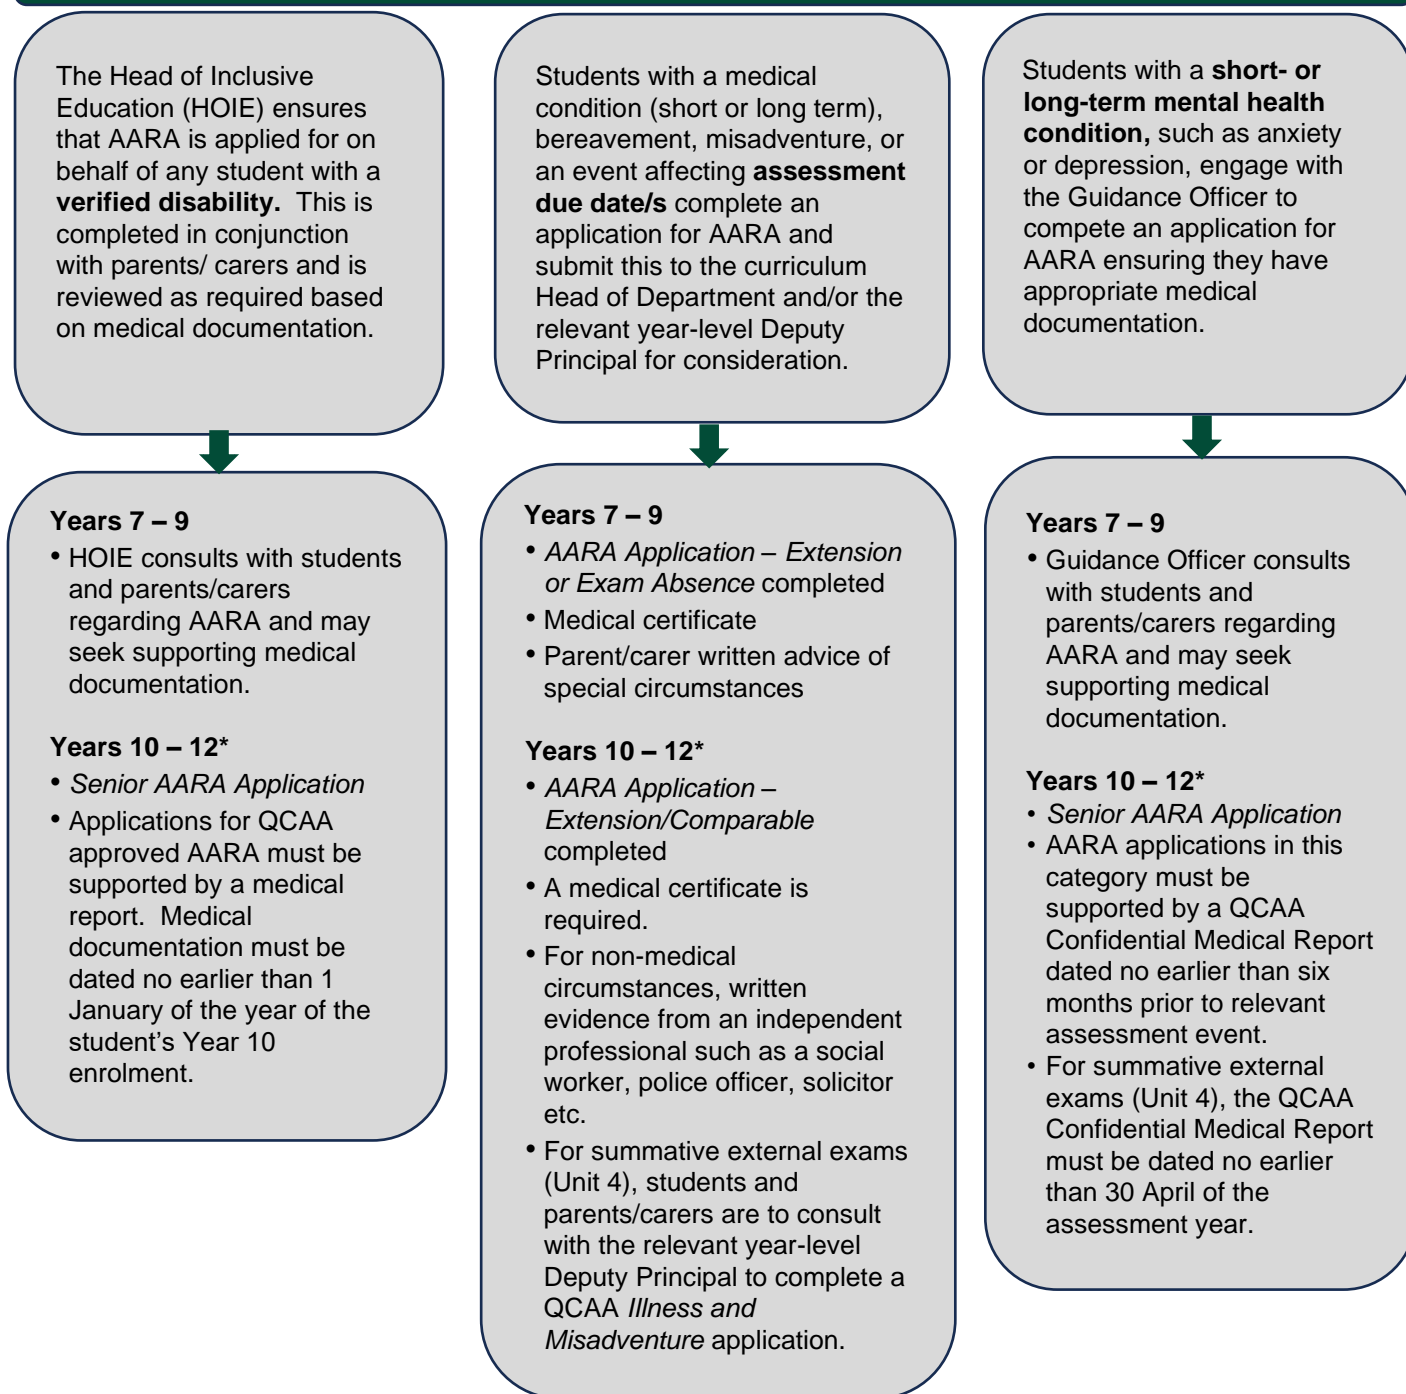 The Head of Inclusive
Education (HOIE) ensures
that AARA is applied for on
behalf of any student with a
verified disability.  This is
completed in conjunction
with parents/ carers and is
reviewed as required based
on medical documentation.
Years 7 – 9
• HOIE consults with students
and parents/carers
regarding AARA and may
seek supporting medical
documentation.
Years 10 – 12*
• Senior AARA Application
• Applications for QCAA
approved AARA must be
supported by a medical
report.  Medical
documentation must be
dated no earlier than 1
January of the year of the
student's Year 10
enrolment.
Students with a medical
condition (short or long term),
bereavement, misadventure, or
an event affecting assessment
due date/s complete an
application for AARA and
submit this to the curriculum
Head of Department and/or the
relevant year-level Deputy
Principal for consideration.
Years 7 – 9
• AARA Application – Extension
or Exam Absence completed
• Medical certificate
• Parent/carer written advice of
special circumstances
Years 10 – 12*
• AARA Application –
Extension/Comparable
completed
• A medical certificate is
required.
• For non-medical
circumstances, written
evidence from an independent
professional such as a social
worker, police officer, solicitor
etc.
• For summative external exams
(Unit 4), students and
parents/carers are to consult
with the relevant year-level
Deputy Principal to complete a
QCAA Illness and
Misadventure application.
Students with a short- or
long-term mental health
condition, such as anxiety
or depression, engage with
the Guidance Officer to
compete an application for
AARA ensuring they have
appropriate medical
documentation.
Years 7 – 9
• Guidance Officer consults
with students and
parents/carers regarding
AARA and may seek
supporting medical
documentation.
Years 10 – 12*
• Senior AARA Application
• AARA applications in this
category must be
supported by a QCAA
Confidential Medical Report
dated no earlier than six
months prior to relevant
assessment event.
• For summative external
exams (Unit 4), the QCAA
Confidential Medical Report
must be dated no earlier
than 30 April of the
assessment year.